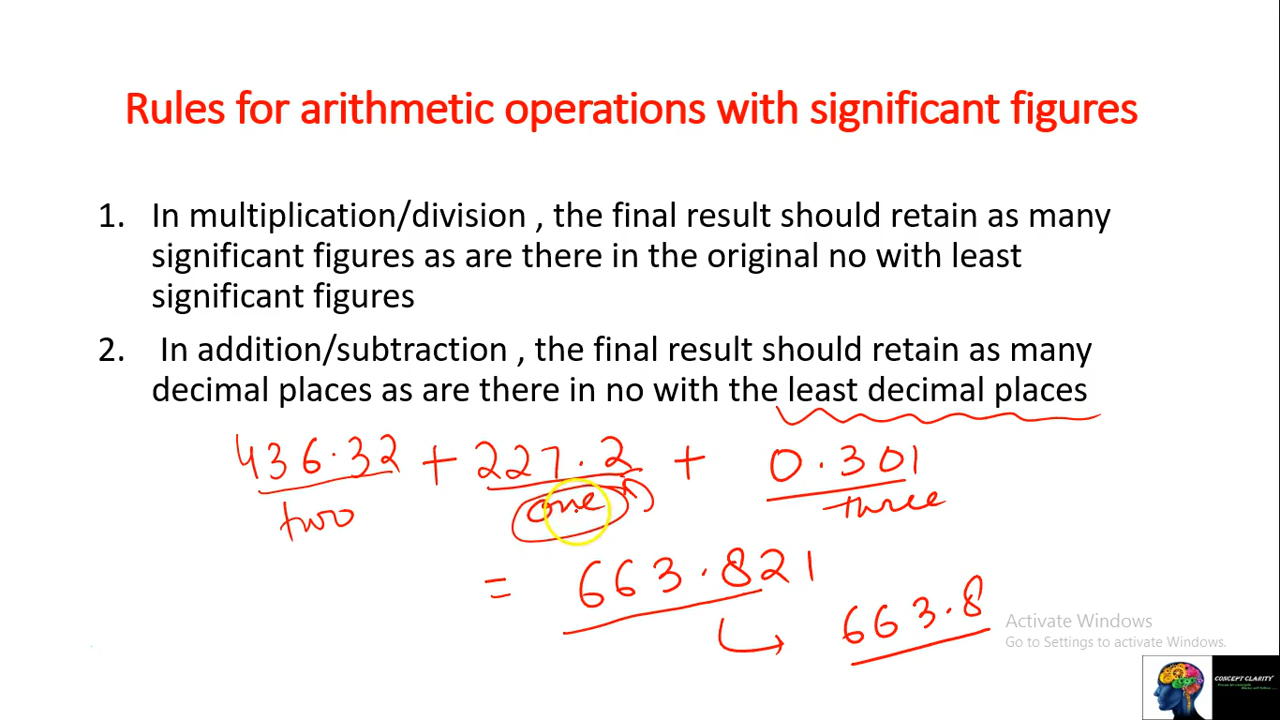 Rules for arithmetic operations with significant figures
1. In multiplication/division , the final result should retain as many
significant figures as are there in the original no with least
significant figures
2. In addition/subtraction , the final result should retain as many
decimal places as are there in no with the least decimal places
436.32 + 227.2 + 0.301
two one three
= 663.821
663.8
Activate Windows
Go to Settings to activate Windows.
CONCEPT CLARITY